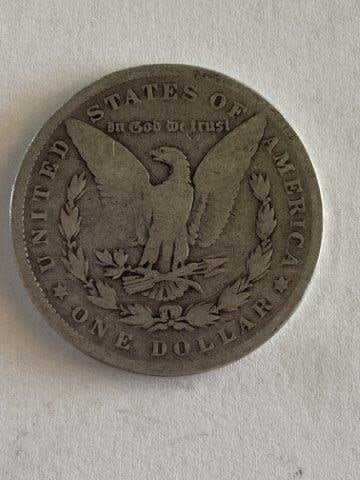 UNITED STATES OF AMERICA
In God we trust
ONE DOLLAR